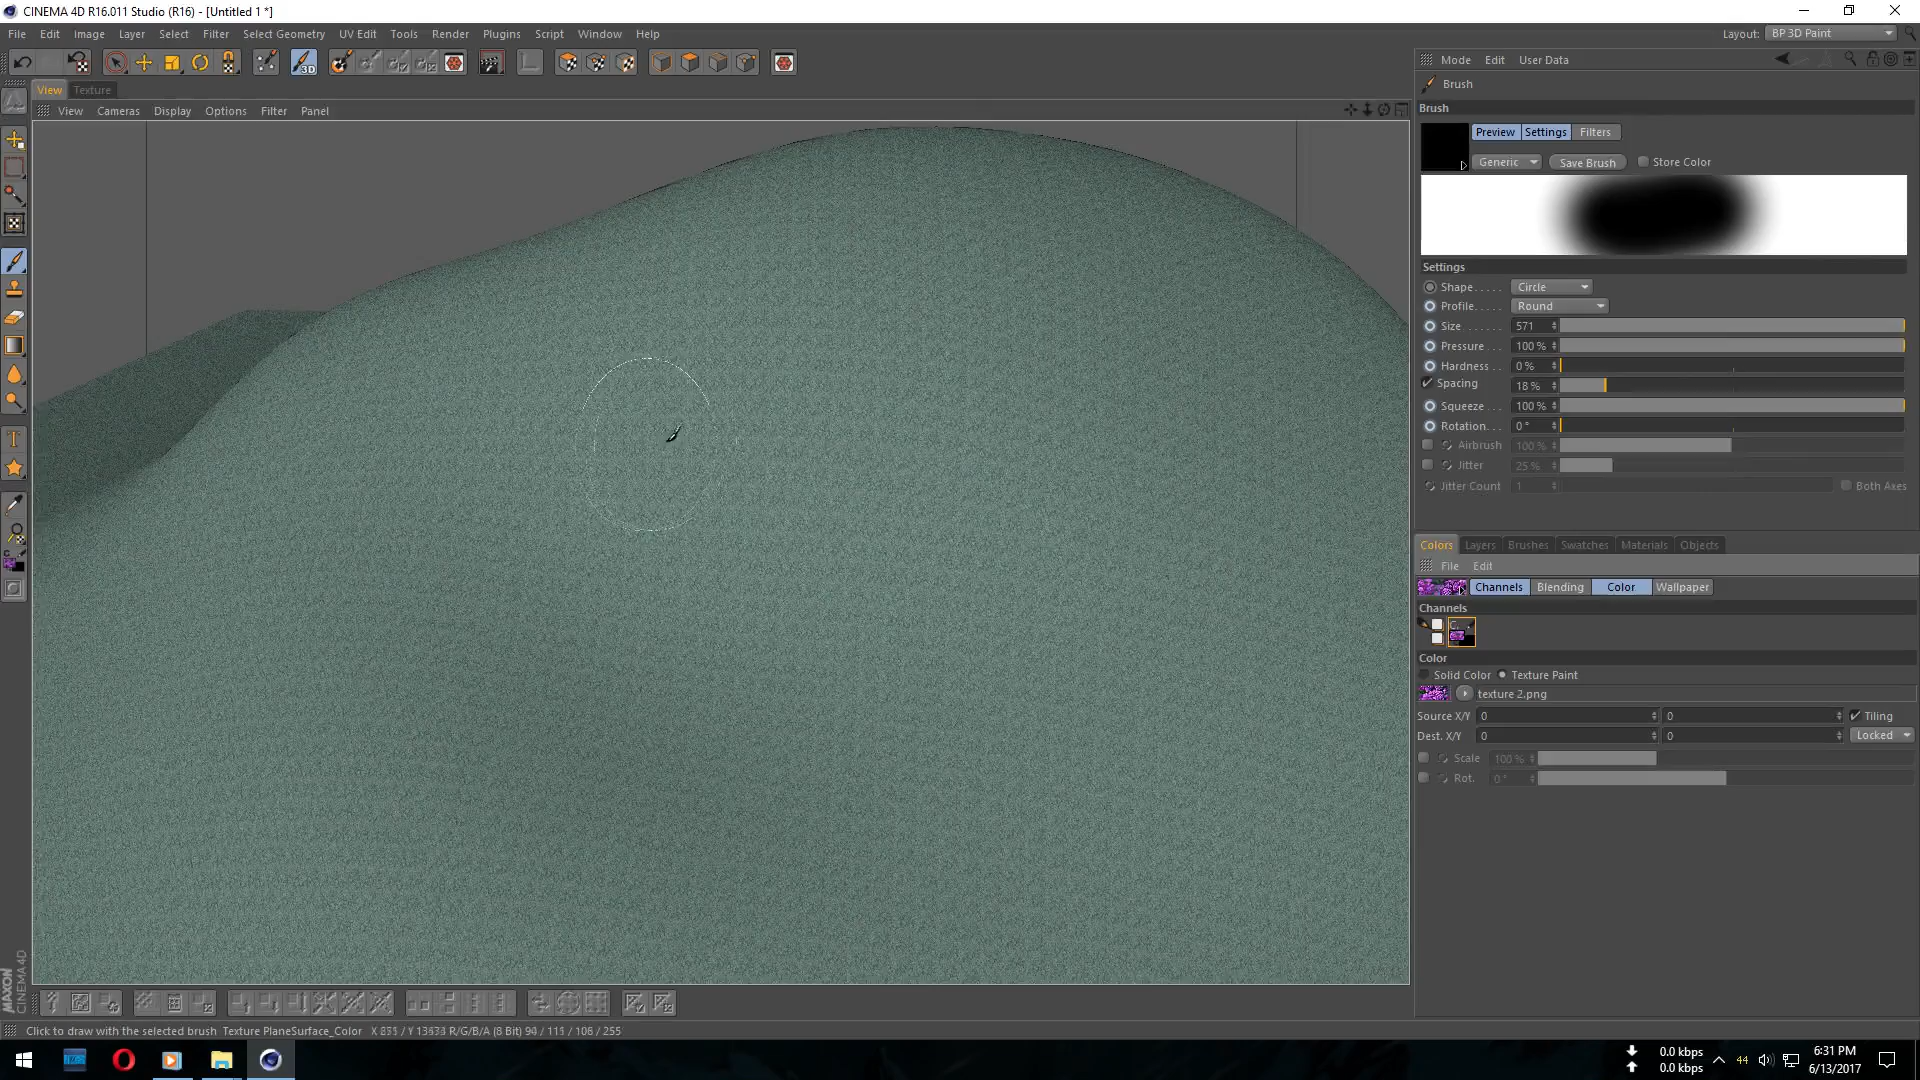 CINEMA 4D R16.011 Studio (R16) - [Untitled 1 *]
File Edit Image Layer Select Filter Select Geometry UV Edit Tools Render Plugins Script Window Help
Layout: BP 3D Paint
3D
View Texture
View Cameras Display Options Filter Panel
Mode Edit User Data
Brush
Brush
Preview Settings Filters
Generic Save Brush Store Color
Settings
Shape..... Circle
Profile..... Round
Size ...... 571
Pressure ... 100 %
Hardness .. 0 %
Spacing 18 %
Squeeze ... 100 %
Rotation... 0 °
Airbrush 100 %
Jitter 25 %
Jitter Count 1 Both Axes
Colors Layers Brushes Swatches Materials Objects
File Edit
Channels Blending Color Wallpaper
Channels
Color
Solid Color Texture Paint
texture 2.png
Source X/Y 0 0 Tiling
Dest. X/Y 0 0 Locked
Scale 100 %
Rot. 0 °
MAXON
CINEMA4D
Click to draw with the selected brush Texture PlaneSurface_Color R/G/B/A (8 Bit) 111 / 255
0.0 kbps
0.0 kbps
44
6:31 PM
6/13/2017